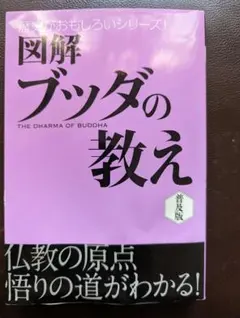 おもしろいシリーズ
図解
ブッダの
THE DHARMA OF BUDDHA
教え
普及版
仏教の原点
悟りの道がわかる!